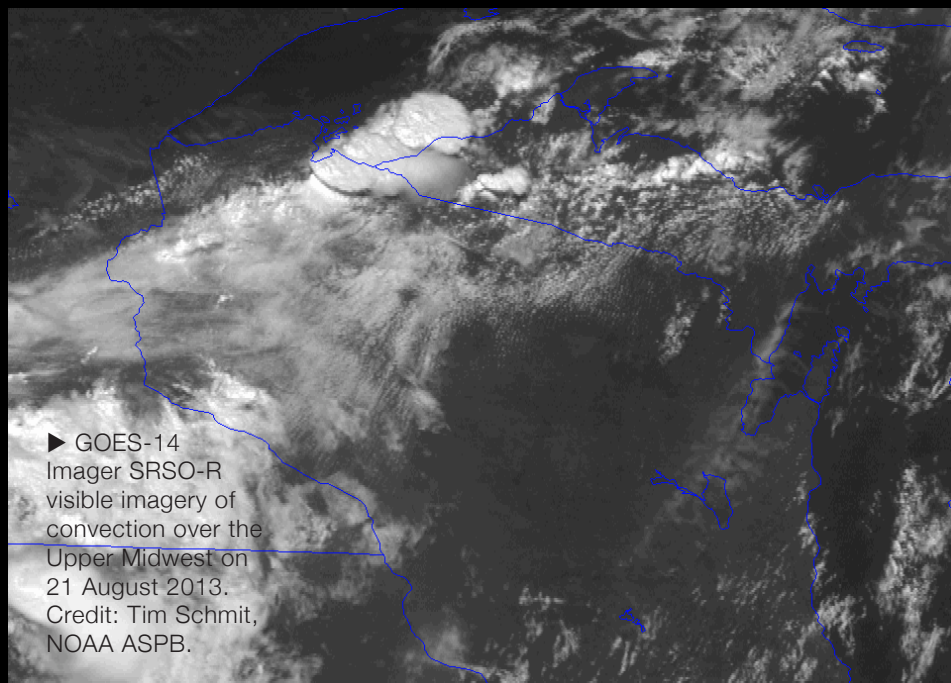 ▶ GOES-14
Imager SRSO-R
visible imagery of
convection over the
Upper Midwest on
21 August 2013.
Credit: Tim Schmit,
NOAA ASPB.